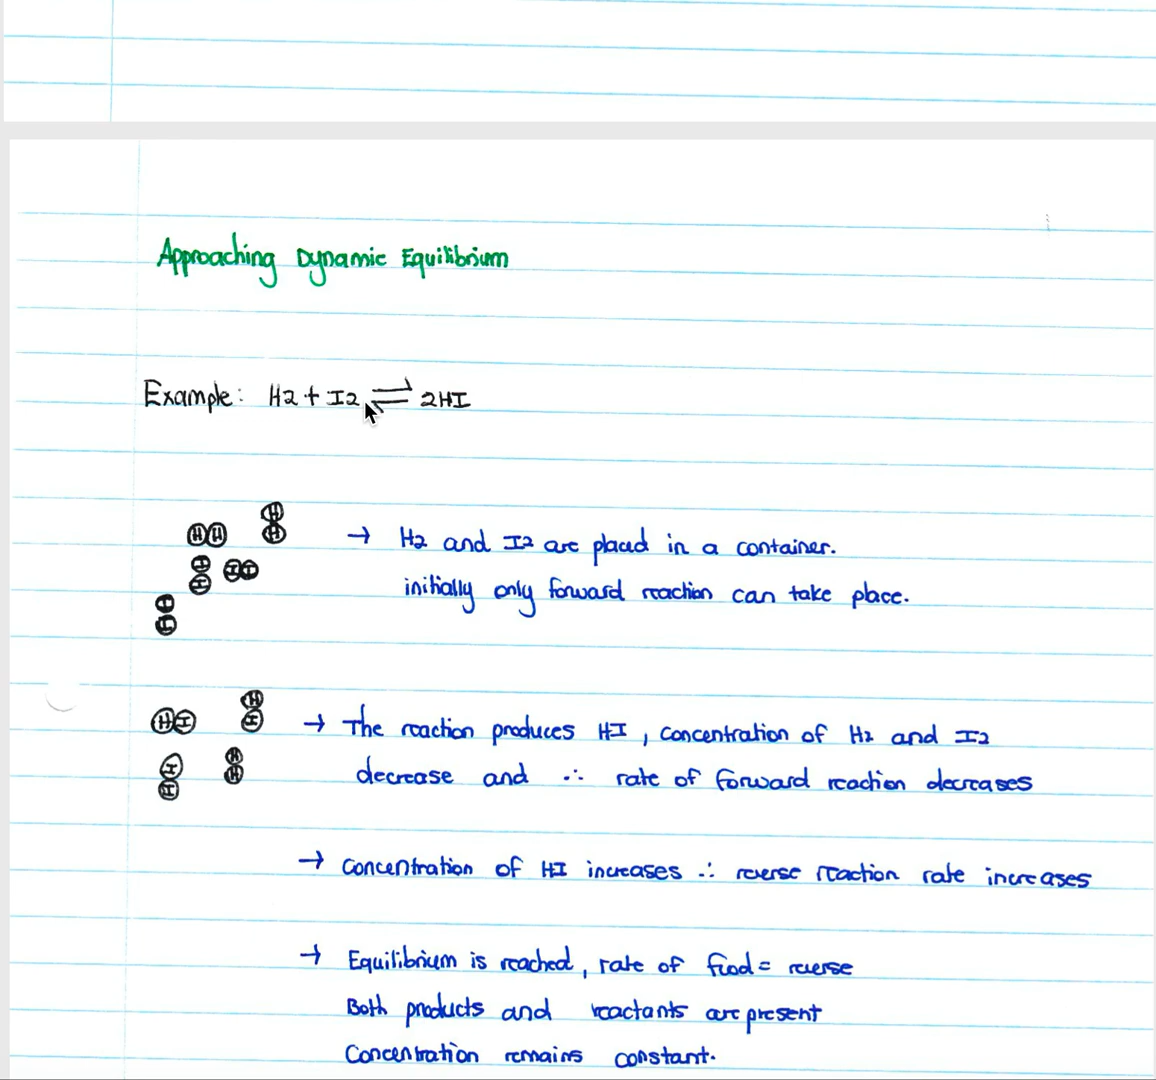 Approaching Dynamic Equilibrium
Example: H2 + I2 ⇌ 2HI
H H
H
H
→ H2 and I2 are placed in a container.
I
I
I I
initially only forward reaction can take place.
I
I
H I
H
I
→ The reaction produces HI, concentration of H2 and I2
I
I
H
H
decrease and ∴ rate of forward reaction decreases
→ concentration of HI increases ∴ reverse reaction rate increases
→ Equilibrium is reached, rate of fwd = reverse
Both products and reactants are present
Concentration remains constant.